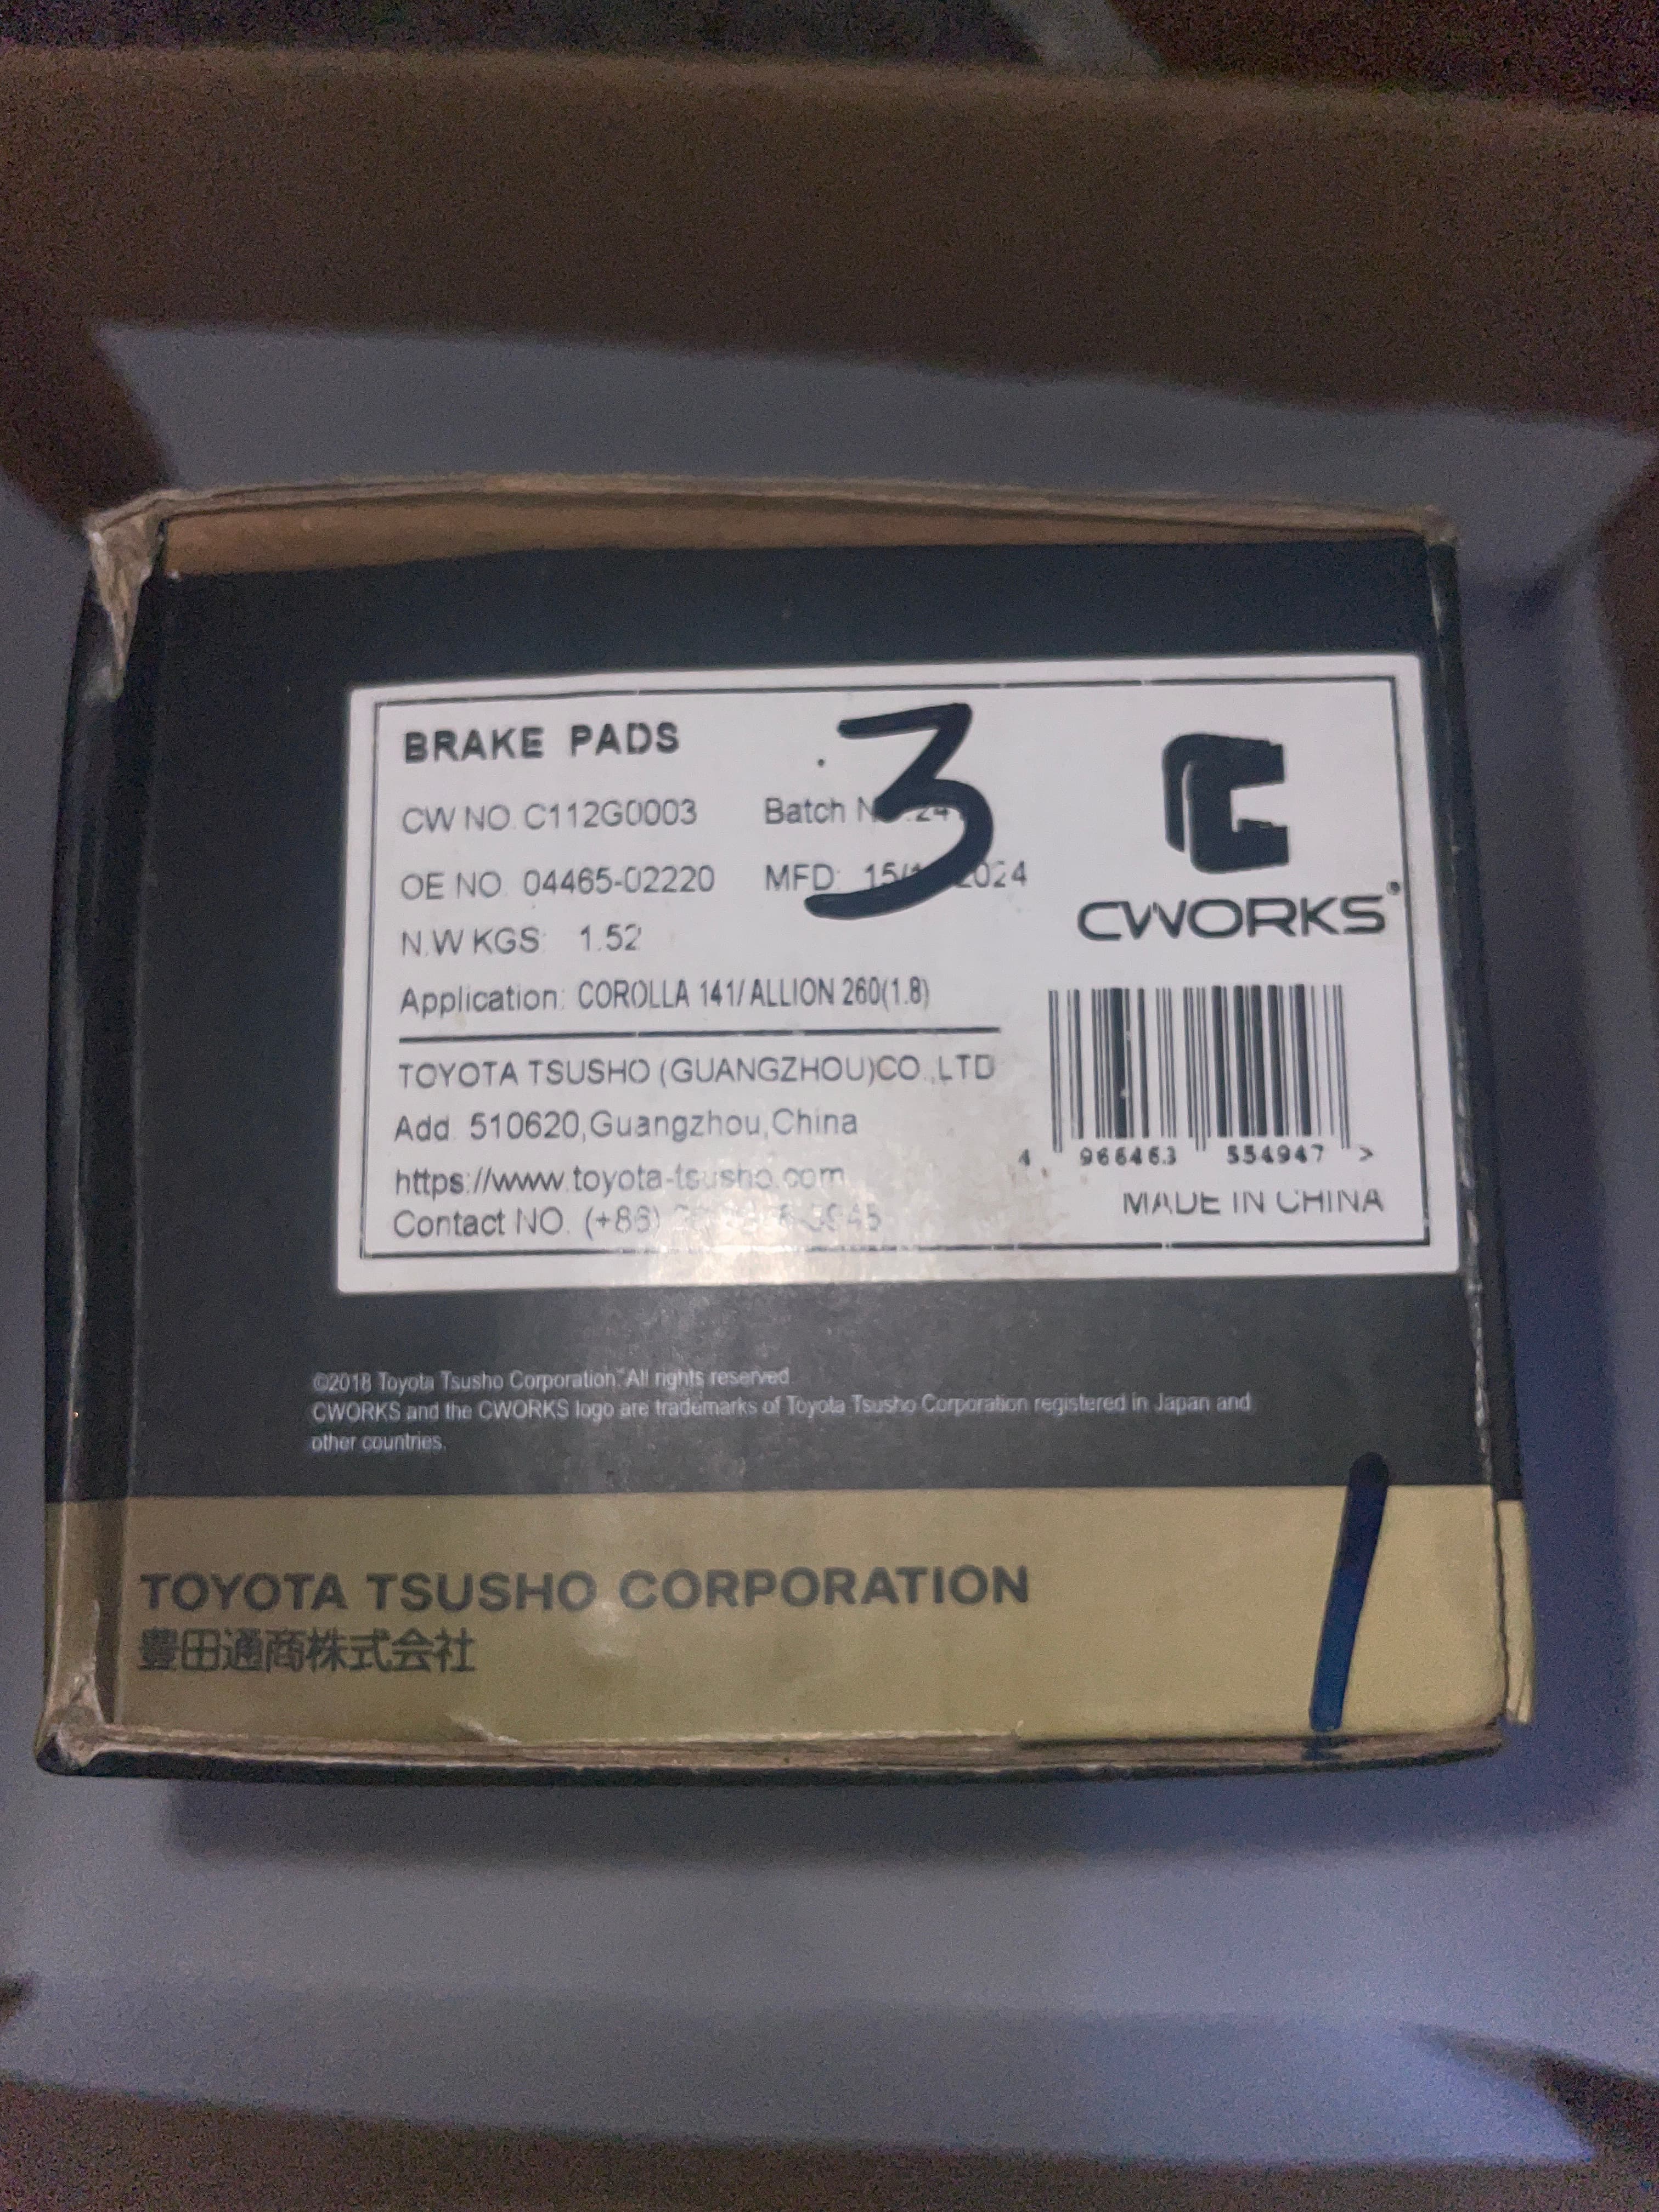 BRAKE PADS
3
CW NO. C112G0003 Batch
OE NO. 04465-02220 MFD:
N.W KGS: 1.52
Application: COROLLA 141/ALLION 260(1.8)
TOYOTA TSUSHO (GUANGZHOU)CO.,LTD
Add. 510620,Guangzhou,China
https://www.toyota-tsusho.com
Contact NO. (+86)
CWORKS®
4 966463 554947 >
MADE IN CHINA
©2018 Toyota Tsusho Corporation. All rights reserved.
CWORKS and the CWORKS logo are trademarks of Toyota Tsusho Corporation registered in Japan and
other countries.
TOYOTA TSUSHO CORPORATION
豊田通商株式会社